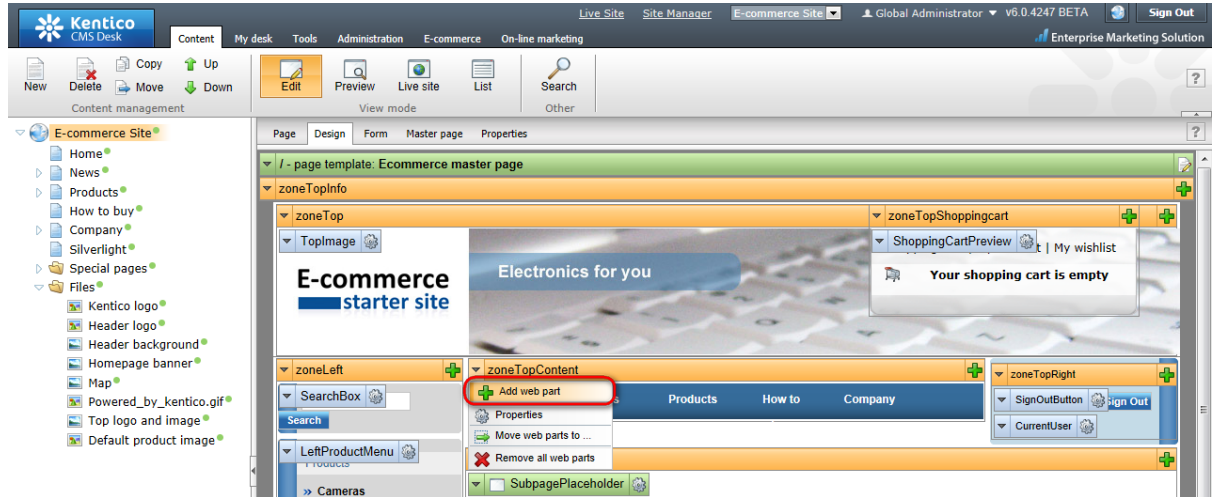 Kentico
CMS Desk
Live Site Site Manager E-commerce Site Global Administrator v6.0.4247 BETA Sign Out
Content My desk Tools Administration E-commerce On-line marketing
Enterprise Marketing Solution
New Delete Copy Move Up Down
Content management
Edit Preview Live site List
View mode
Search
Other
?
E-commerce Site
Home
News
Products
How to buy
Company
Silverlight
Special pages
Files
Kentico logo
Header logo
Header background
Homepage banner
Map
Powered_by_kentico.gif
Top logo and image
Default product image
Page Design Form Master page Properties
?
/ - page template: Ecommerce master page
zoneTopInfo
zoneTop
zoneTopShoppingcart
TopImage
ShoppingCartPreview
t | My wishlist
E-commerce
starter site
Electronics for you
Your shopping cart is empty
zoneLeft
zoneTopContent
zoneTopRight
SearchBox
Search
Add web part
Properties
Move web parts to ...
Remove all web parts
Products How to Company
SignOutButton
Sign Out
CurrentUser
LeftProductMenu
Products
» Cameras
SubpagePlaceholder